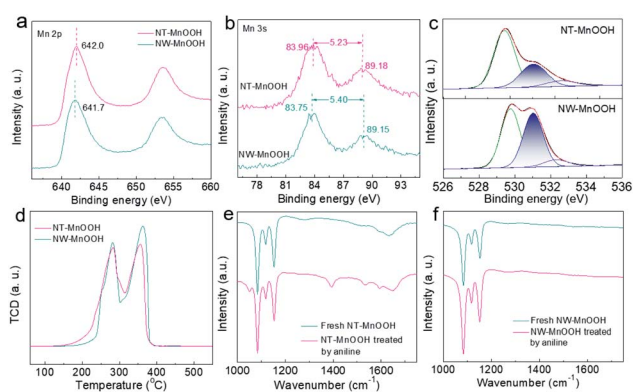 a
Mn 2p
NT-MnOOH
NW-MnOOH
642.0
641.7
Intensity (a. u.)
640 645 655 660
Binding energy (eV)
b
Mn 3s
83.96
5.23
89.18
NT-MnOOH
83.75
5.40
89.15
NW-MnOOH
Intensity (a. u.)
78 81 84 87 90 93
Binding energy (eV)
c
NT-MnOOH
NW-MnOOH
Intensity (a. u.)
526 528 530 532 534 536
Binding energy (eV)
d
NT-MnOOH
NW-MnOOH
TCD (a. u.)
100 200 300 400 500
Temperature (°C)
e
Intensity (a. u.)
Fresh NT-MnOOH
NT-MnOOH treated
by aniline
1000 1200 1400 1600
Wavenumber (cm-1)
f
Intensity (a. u.)
Fresh NW-MnOOH
NW-MnOOH treated
by aniline
1000 1200 1400 1600
Wavenumber (cm-1)